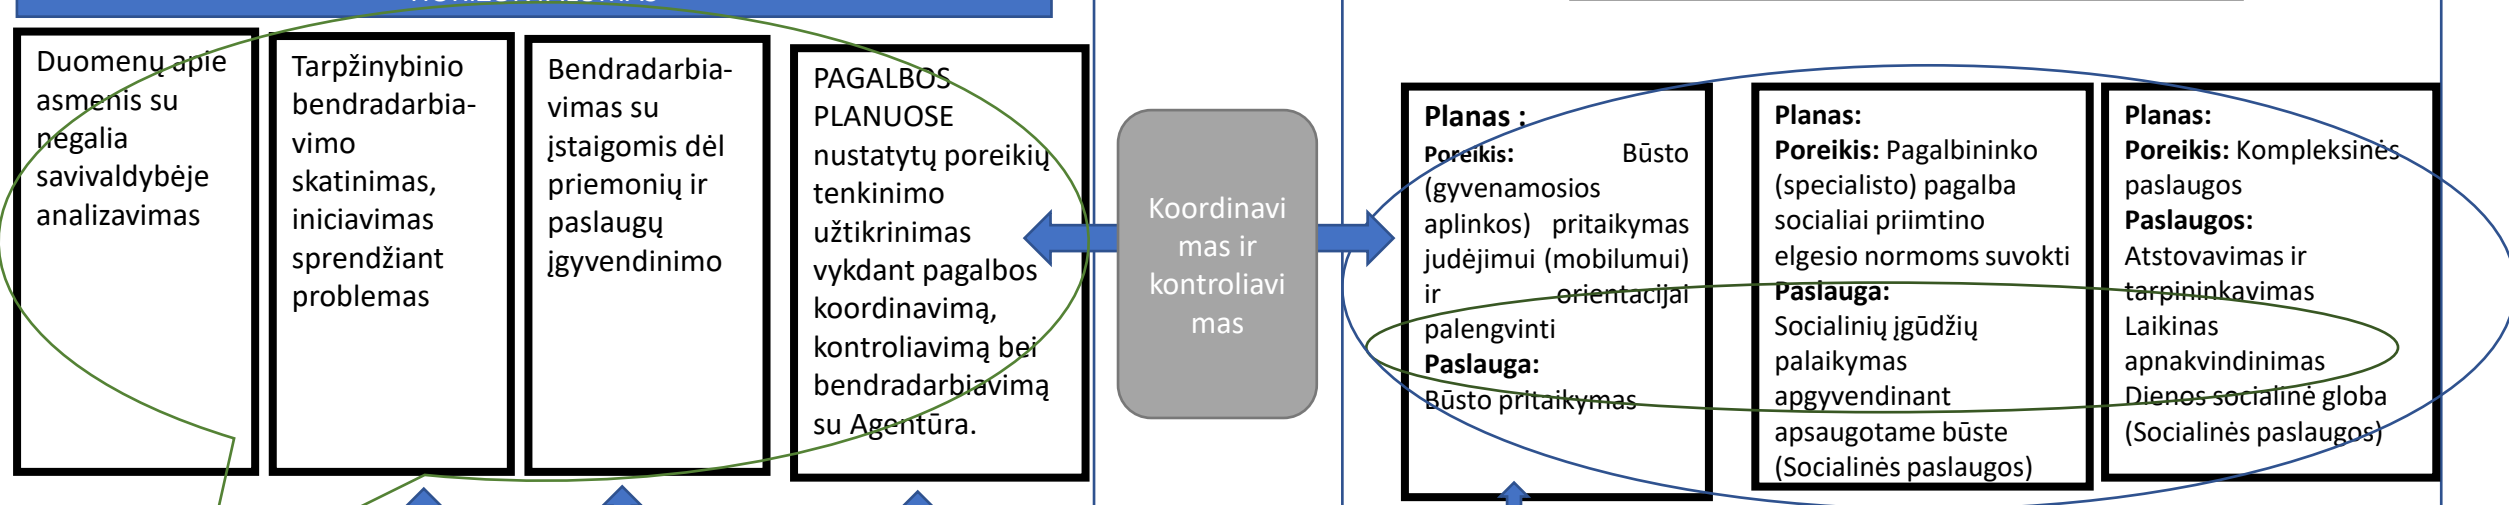 Duomenų apie
asmenis su
negalia
savivaldybėje
analizavimas
Tarpžinybinio
bendradarbia-
vimo
skatinimas,
iniciavimas
sprendžiant
problemas
Bendradarbia-
vimas su
įstaigomis dėl
priemonių ir
paslaugų
įgyvendinimo
PAGALBOS
PLANUOSE
nustatytų poreikių
tenkinimo
užtikrinimas
vykdant pagalbos
koordinavimą,
kontroliavimą bei
bendradarbiavimą
su Agentūra.
Koordinavi
mas ir
kontroliavi
mas
Planas :
Poreikis: Būsto
(gyvenamosios
aplinkos) pritaikymas
judėjimui (mobilumui)
ir orientacijai
palengvinti
Paslauga:
Būsto pritaikymas
Planas:
Poreikis: Pagalbininko
(specialisto) pagalba
socialiai priimtino
elgesio normoms suvokti
Paslauga:
Socialinių įgūdžių
palaikymas
apgyvendinant
apsaugotame būste
(Socialinės paslaugos)
Planas:
Poreikis: Kompleksinės
paslaugos
Paslaugos:
Atstovavimas ir
tarpininkavimas
Laikinas
apnakvindinimas
Dienos socialinė globa
(Socialinės paslaugos)